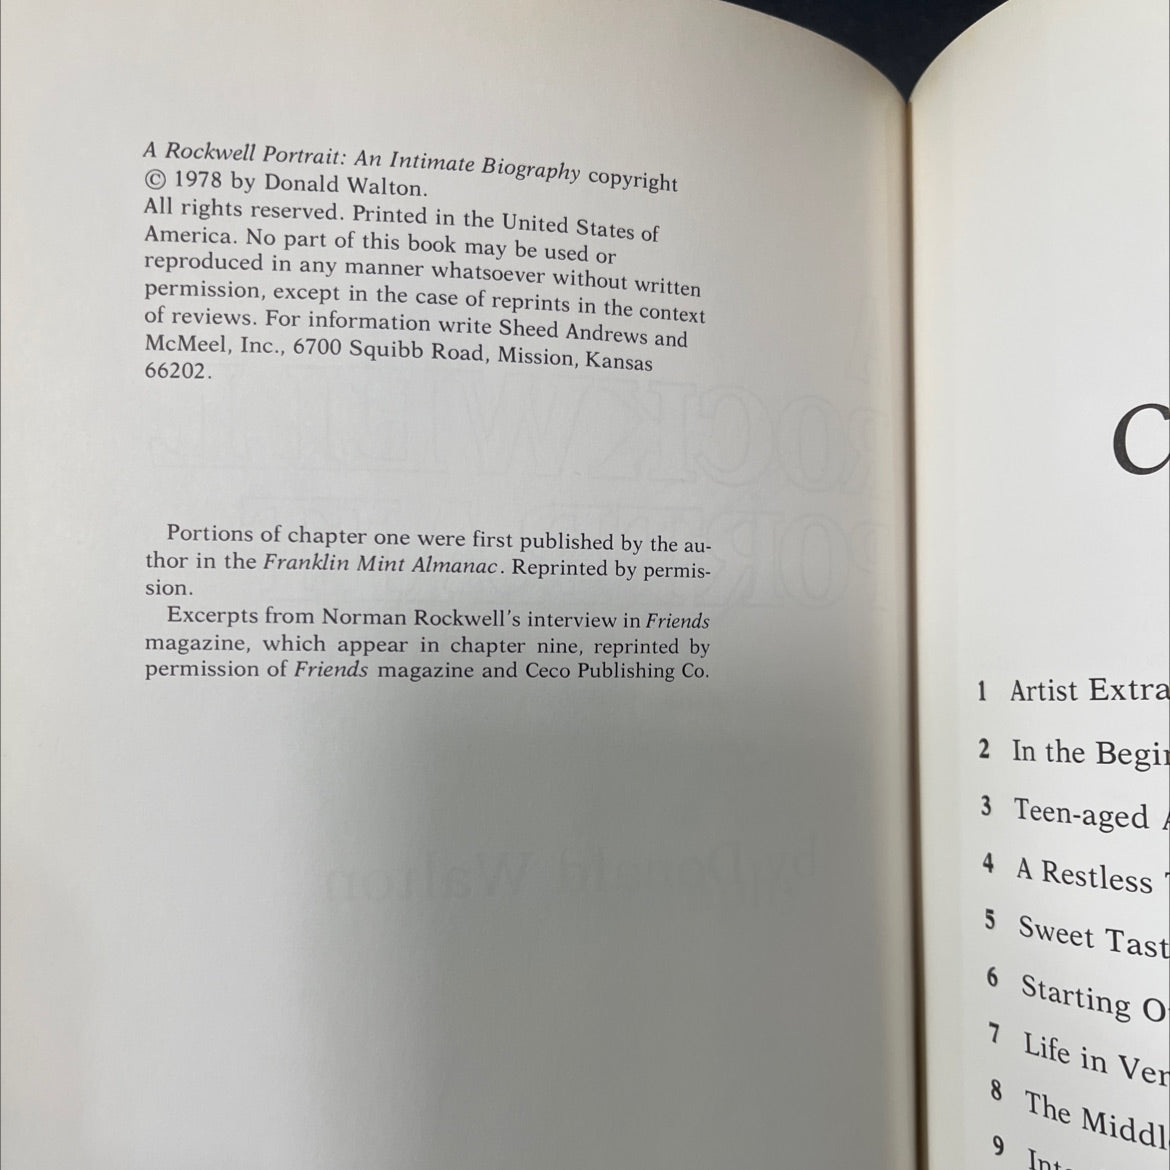 A Rockwell Portrait: An Intimate Biography copyright
© 1978 by Donald Walton.
All rights reserved. Printed in the United States of
America. No part of this book may be used or
reproduced in any manner whatsoever without written
permission, except in the case of reprints in the context
of reviews. For information write Sheed Andrews and
McMeel, Inc., 6700 Squibb Road, Mission, Kansas
66202.
Portions of chapter one were first published by the au-
thor in the Franklin Mint Almanac. Reprinted by permis-
sion.
Excerpts from Norman Rockwell's interview in Friends
magazine, which appear in chapter nine, reprinted by
permission of Friends magazine and Ceco Publishing Co.
by Donald Walton
C
1 Artist Extra
2 In the Begin
3 Teen-aged A
4 A Restless T
5 Sweet Tast
6 Starting O
7 Life in Ver
8 The Middl
9 Int